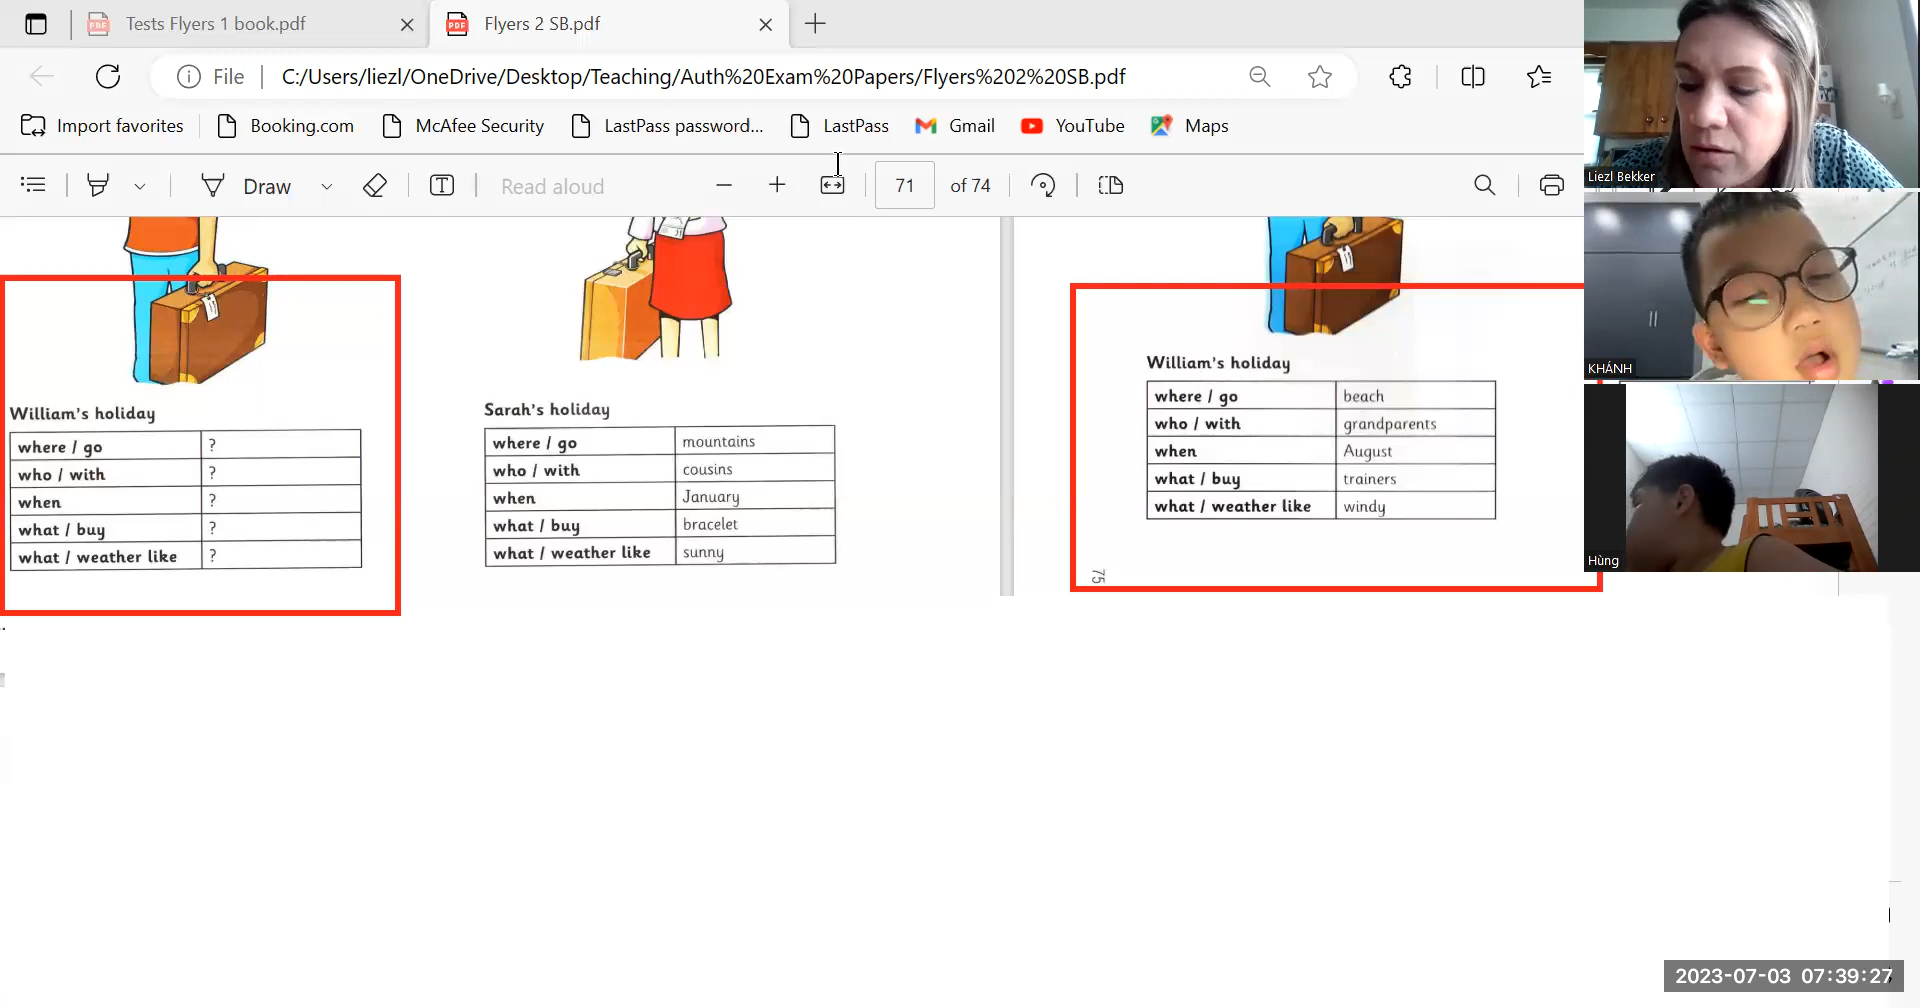 Tests Flyers 1 book.pdf
Flyers 2 SB.pdf
File
C:/Users/liezl/OneDrive/Desktop/Teaching/Auth%20Exam%20Papers/Flyers%202%20SB.pdf
Import favorites
Booking.com
McAfee Security
LastPass password...
LastPass
Gmail
YouTube
Maps
Draw
Read aloud
71
of 74
William's holiday
where / go ?
who / with ?
when ?
what / buy ?
what / weather like ?
Sarah's holiday
where / go mountains
who / with cousins
when January
what / buy bracelet
what / weather like sunny
William's holiday
where / go beach
who / with grandparents
when August
what / buy trainers
what / weather like windy
75
Liezl Bekker
KHÁNH
Hùng
2023-07-03 07:39:27